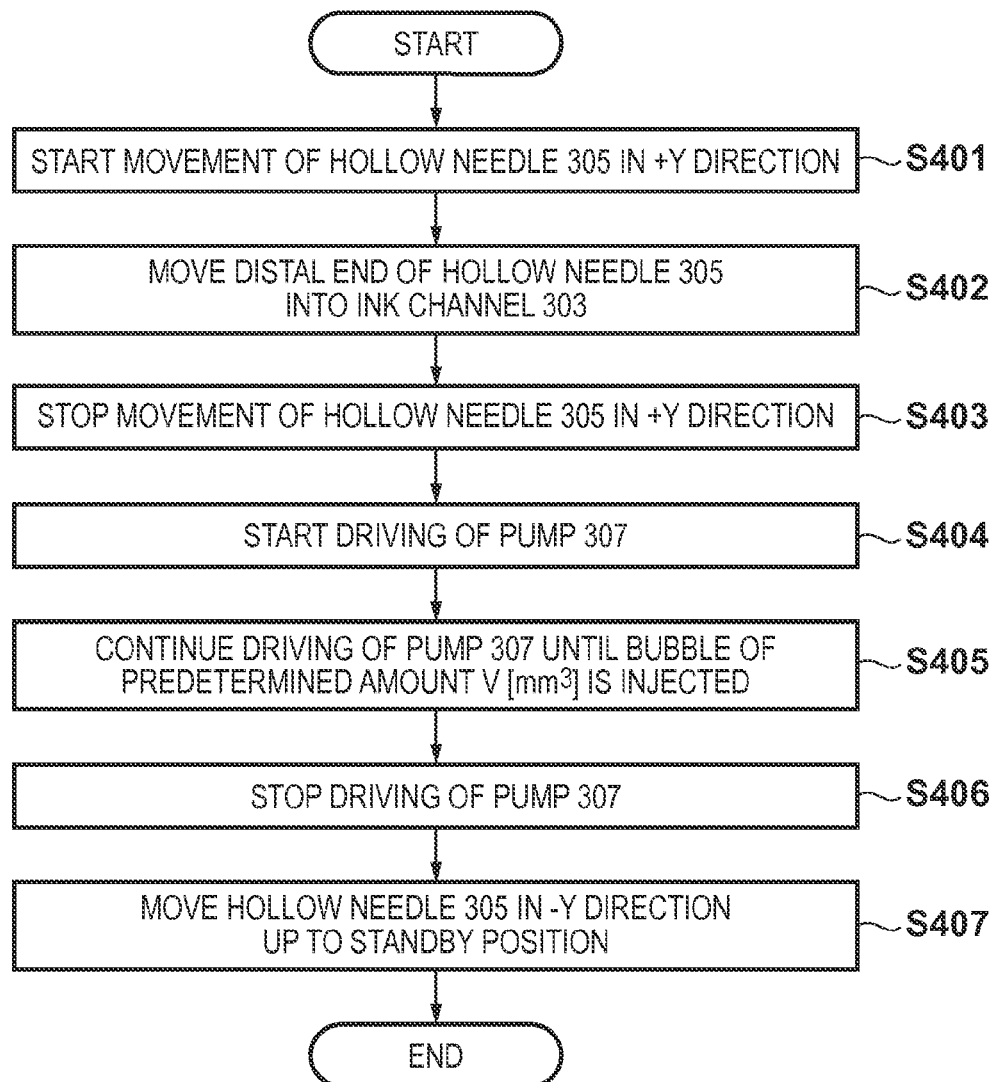 START
START MOVEMENT OF HOLLOW NEEDLE 305 IN +Y DIRECTION
S401
MOVE DISTAL END OF HOLLOW NEEDLE 305
INTO INK CHANNEL 303
S402
STOP MOVEMENT OF HOLLOW NEEDLE 305 IN +Y DIRECTION
S403
START DRIVING OF PUMP 307
S404
CONTINUE DRIVING OF PUMP 307 UNTIL BUBBLE OF
PREDETERMINED AMOUNT V [mm³] IS INJECTED
S405
STOP DRIVING OF PUMP 307
S406
MOVE HOLLOW NEEDLE 305 IN -Y DIRECTION
UP TO STANDBY POSITION
S407
END